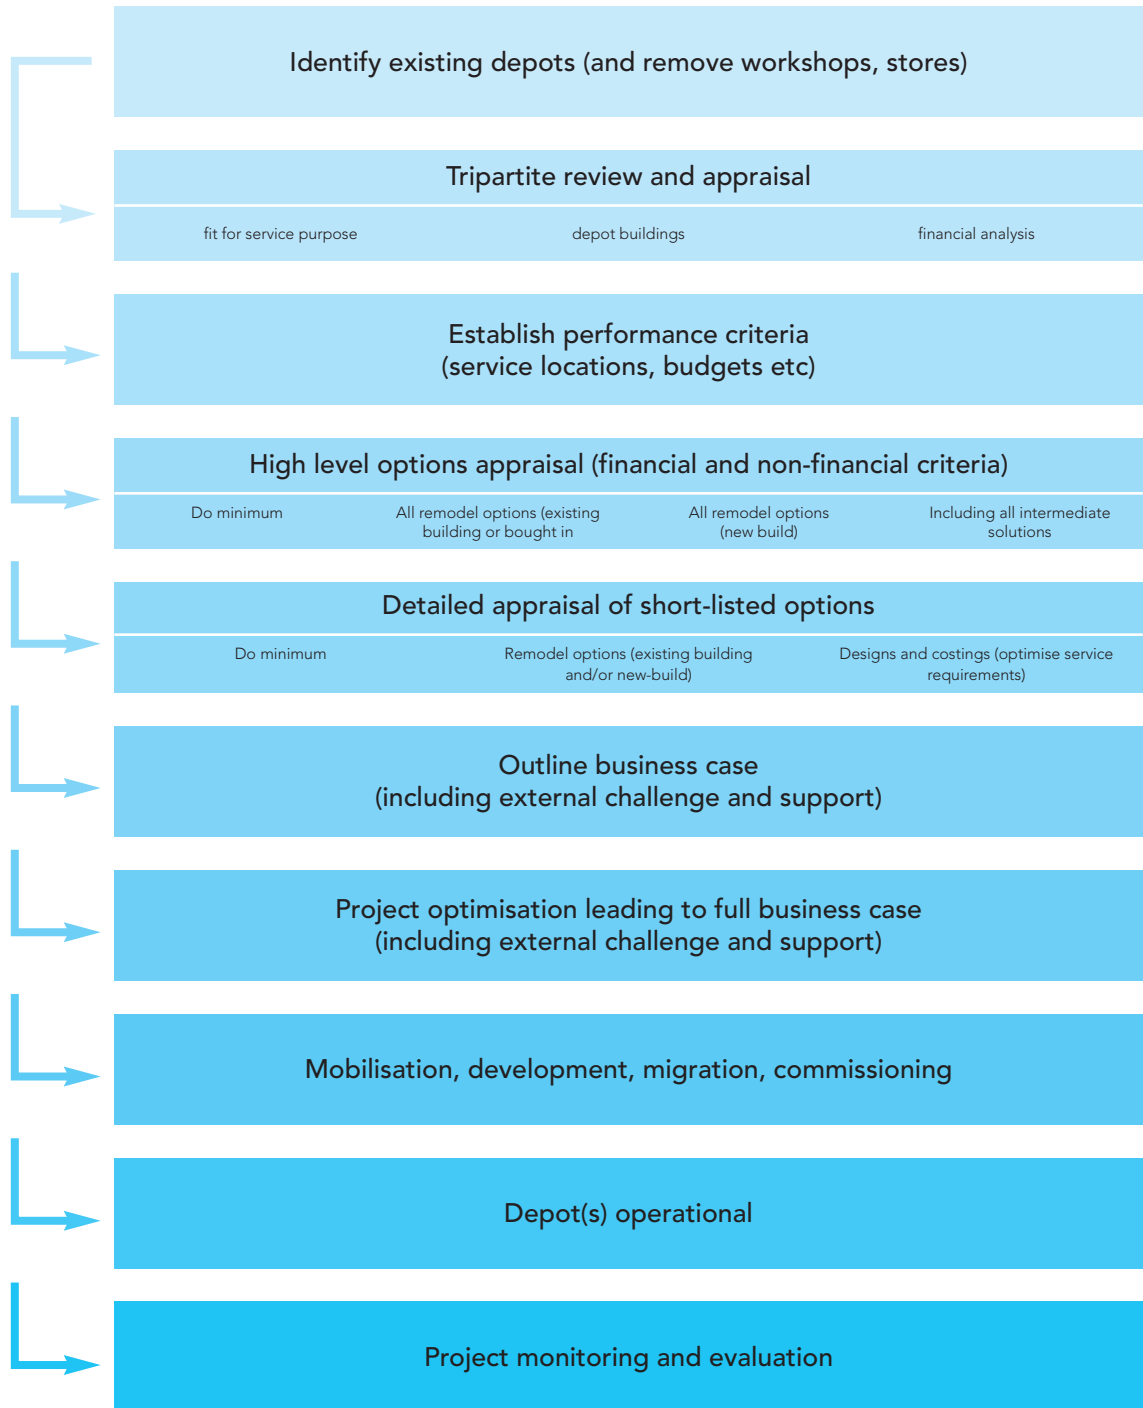 Identify existing depots (and remove workshops, stores)
Tripartite review and appraisal
fit for service purpose
depot buildings
financial analysis
Establish performance criteria
(service locations, budgets etc)
High level options appraisal (financial and non-financial criteria)
Do minimum
All remodel options (existing
building or bought in
All remodel options
(new build)
Including all intermediate
solutions
Detailed appraisal of short-listed options
Do minimum
Remodel options (existing building
and/or new-build)
Designs and costings (optimise service
requirements)
Outline business case
(including external challenge and support)
Project optimisation leading to full business case
(including external challenge and support)
Mobilisation, development, migration, commissioning
Depot(s) operational
Project monitoring and evaluation